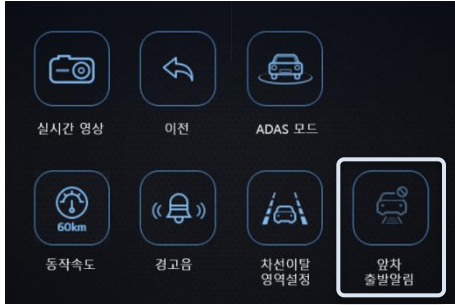 실시간 영상
이전
ADAS 모드
60km
동작속도
경고음
차선이탈
영역설정
앞차
출발알림